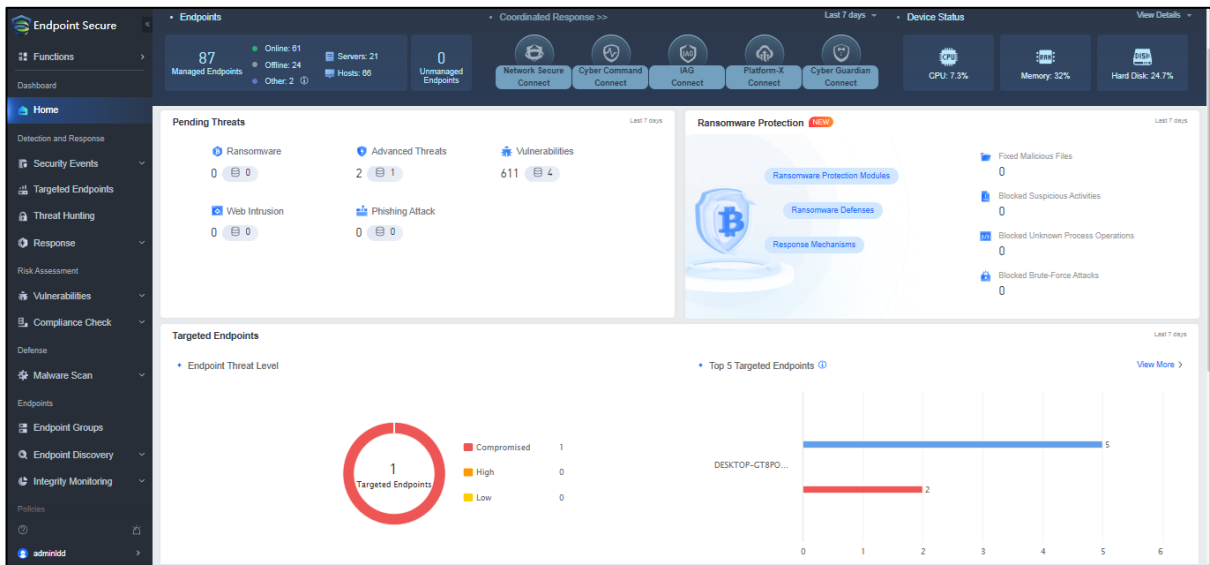 Endpoint Secure
Functions
Dashboard
Home
Detection and Response
Security Events
Targeted Endpoints
Threat Hunting
Response
Risk Assessment
Vulnerabilities
Compliance Check
Defense
Malware Scan
Endpoints
Endpoint Groups
Endpoint Discovery
Integrity Monitoring
Policies
adminldd
Endpoints
87
Managed Endpoints
Online: 61
Offline: 24
Other: 2
Servers: 21
Hosts: 66
0
Unmanaged
Endpoints
Coordinated Response >>
Last 7 days
Network Secure
Connect
Cyber Command
Connect
IAG
IAG
Connect
Platform-X
Connect
Cyber Guardian
Connect
Device Status
View Details
CPU
CPU: 7.3%
Memory: 32%
DISK
Hard Disk: 24.7%
Pending Threats
Last 7 days
Ransomware
0 0
Advanced Threats
2 1
Vulnerabilities
611 4
Web Intrusion
0 0
Phishing Attack
0 0
Ransomware Protection NEW
Last 7 days
Ransomware Protection Modules
Ransomware Defenses
Response Mechanisms
Fixed Malicious Files
0
Blocked Suspicious Activities
0
Blocked Unknown Process Operations
0
Blocked Brute-Force Attacks
0
Targeted Endpoints
Last 7 days
Endpoint Threat Level
1
Targeted Endpoints
Compromised 1
High 0
Low 0
Top 5 Targeted Endpoints
View More >
DESKTOP-GT8PO...
5
2
0 1 2 3 4 5 6